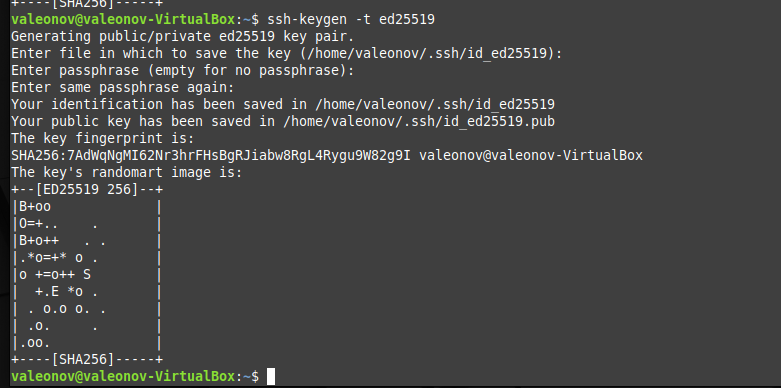 +----[SHA256]-----+
valeonov@valeonov-VirtualBox:~$ ssh-keygen -t ed25519
Generating public/private ed25519 key pair.
Enter file in which to save the key (/home/valeonov/.ssh/id_ed25519):
Enter passphrase (empty for no passphrase):
Enter same passphrase again:
Your identification has been saved in /home/valeonov/.ssh/id_ed25519
Your public key has been saved in /home/valeonov/.ssh/id_ed25519.pub
The key fingerprint is:
SHA256:7AdWqNgMI62Nr3hrFHsBgRJiabw8RgL4Rygu9W82g9I valeonov@valeonov-VirtualBox
The key's randomart image is:
+--[ED25519 256]--+
|B+oo             |
|O=+..    .       |
|B+o++   . .      |
|.*o=+* o .       |
|o +=o++ S        |
|  +.E *o .       |
| . o.o o. .      |
| .o.     .       |
|.oo.             |
+----[SHA256]-----+
valeonov@valeonov-VirtualBox:~$